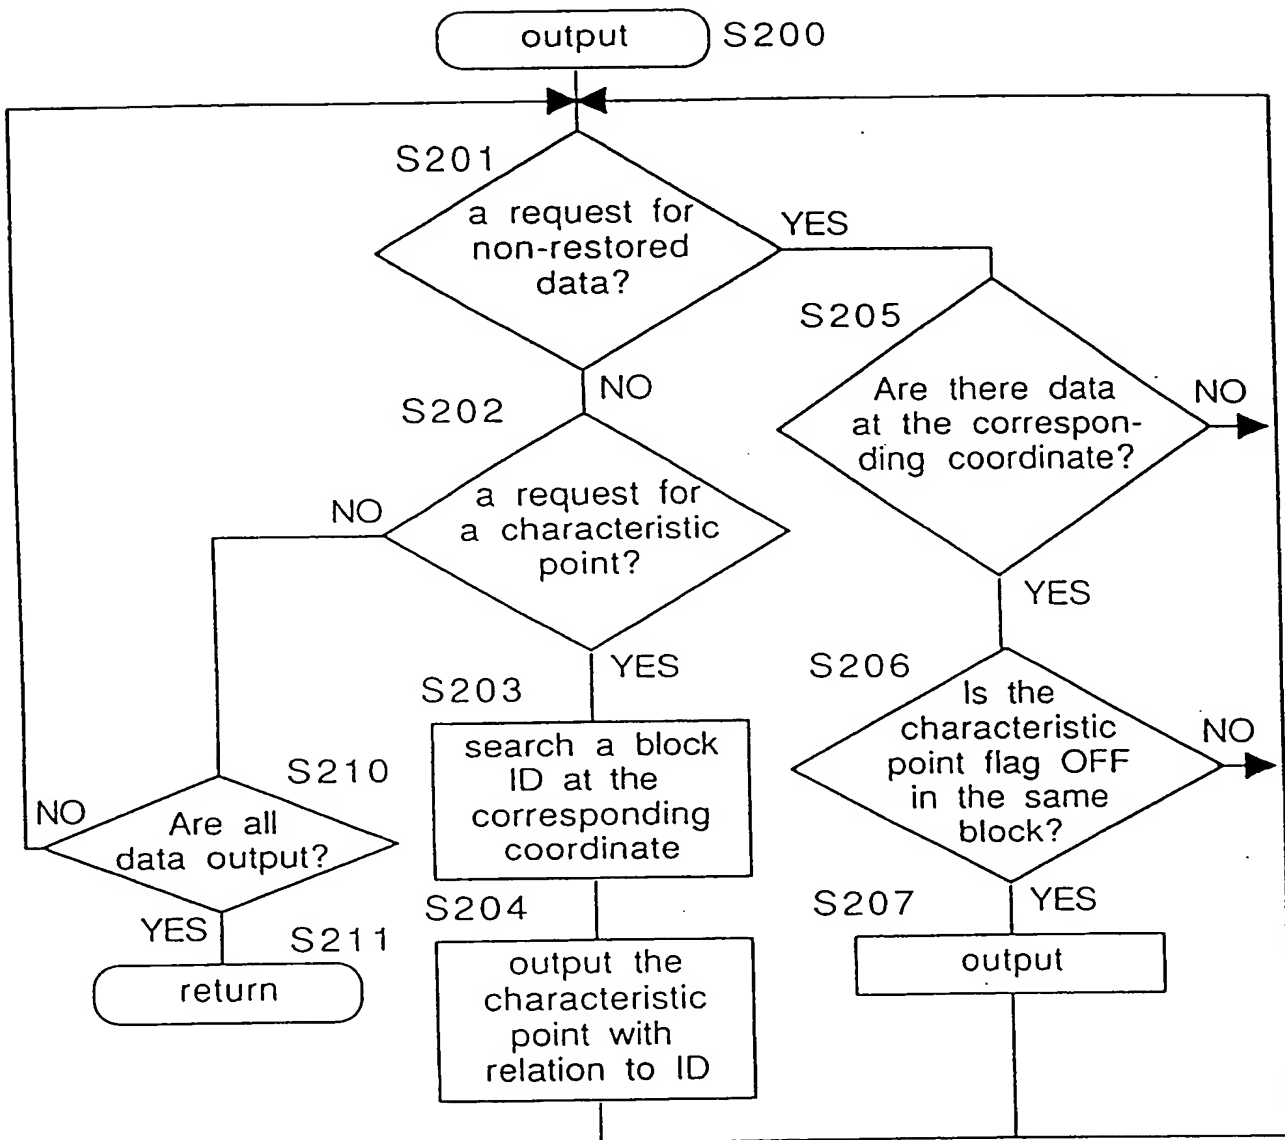 output
S200
S201
a request for
non-restored
data?
YES
S205
Are there data
at the correspon-
ding coordinate?
NO
NO
S202
a request for
a characteristic
point?
NO
YES
YES
S203
search a block
ID at the
corresponding
coordinate
S206
Is the
characteristic
point flag OFF
in the same
block?
NO
S210
NO
Are all
data output?
YES
S211
return
S204
output the
characteristic
point with
relation to ID
YES
S207
output